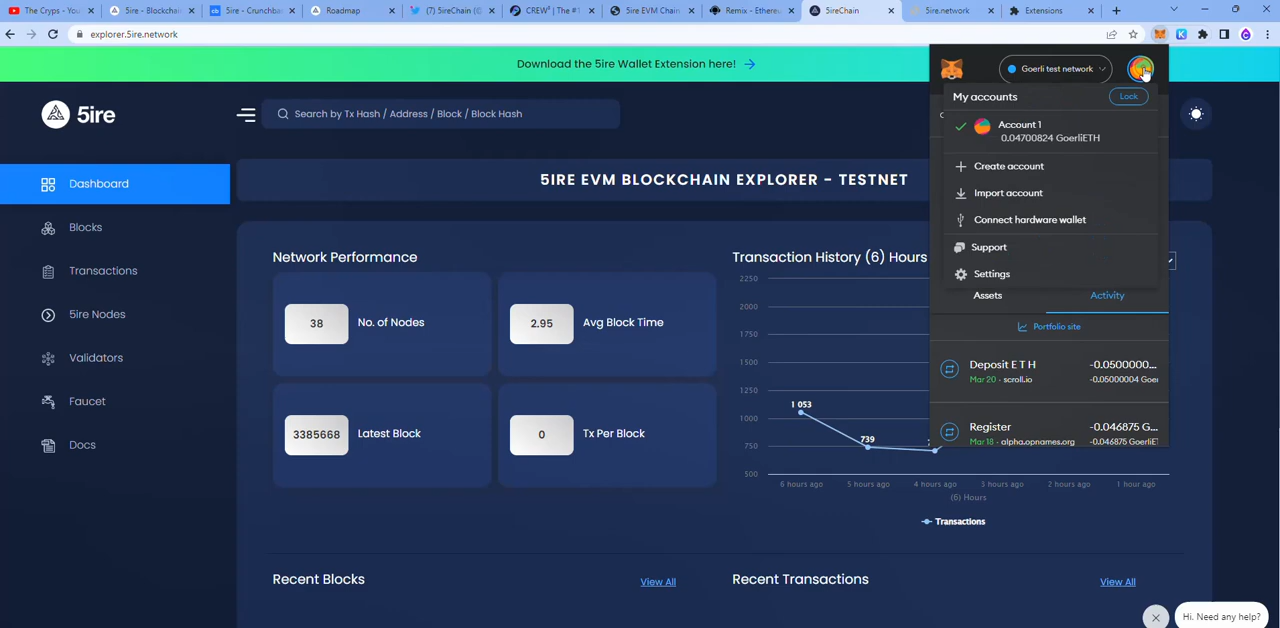 The Cryps - You
5ire - Blockchain
5ire - Crunchba
Roadmap
(7) 5ireChain (
CREW³ | The #1
5ire EVM Chain
Remix - Ethere
5ireChain
5ire.network
Extensions
explorer.5ire.network
Download the 5ire Wallet Extension here!
5ire
Search by Tx Hash / Address / Block / Block Hash
Dashboard
Blocks
Transactions
5ire Nodes
Validators
Faucet
Docs
5IRE EVM BLOCKCHAIN EXPLORER - TESTNET
Network Performance
38
No. of Nodes
2.95
Avg Block Time
3385668
Latest Block
0
Tx Per Block
Transaction History (6) Hours
2250
2000
1750
1500
1250
1000
750
500
1 053
739
6 hours ago
5 hours ago
4 hours ago
3 hours ago
2 hours ago
1 hour ago
(6) Hours
Transactions
Recent Blocks
View All
Recent Transactions
View All
Goerli test network
My accounts
Lock
Account 1
0.04700824 GoerliETH
Create account
Import account
Connect hardware wallet
Support
Settings
Assets
Activity
Portfolio site
Deposit E T H
-0.0500000...
Mar 20 · scroll.io
-0.05000004 Goer
Register
-0.046875 G...
Mar 18 · alpha.opnames.org
-0.046875 GoerliET
Hi. Need any help?